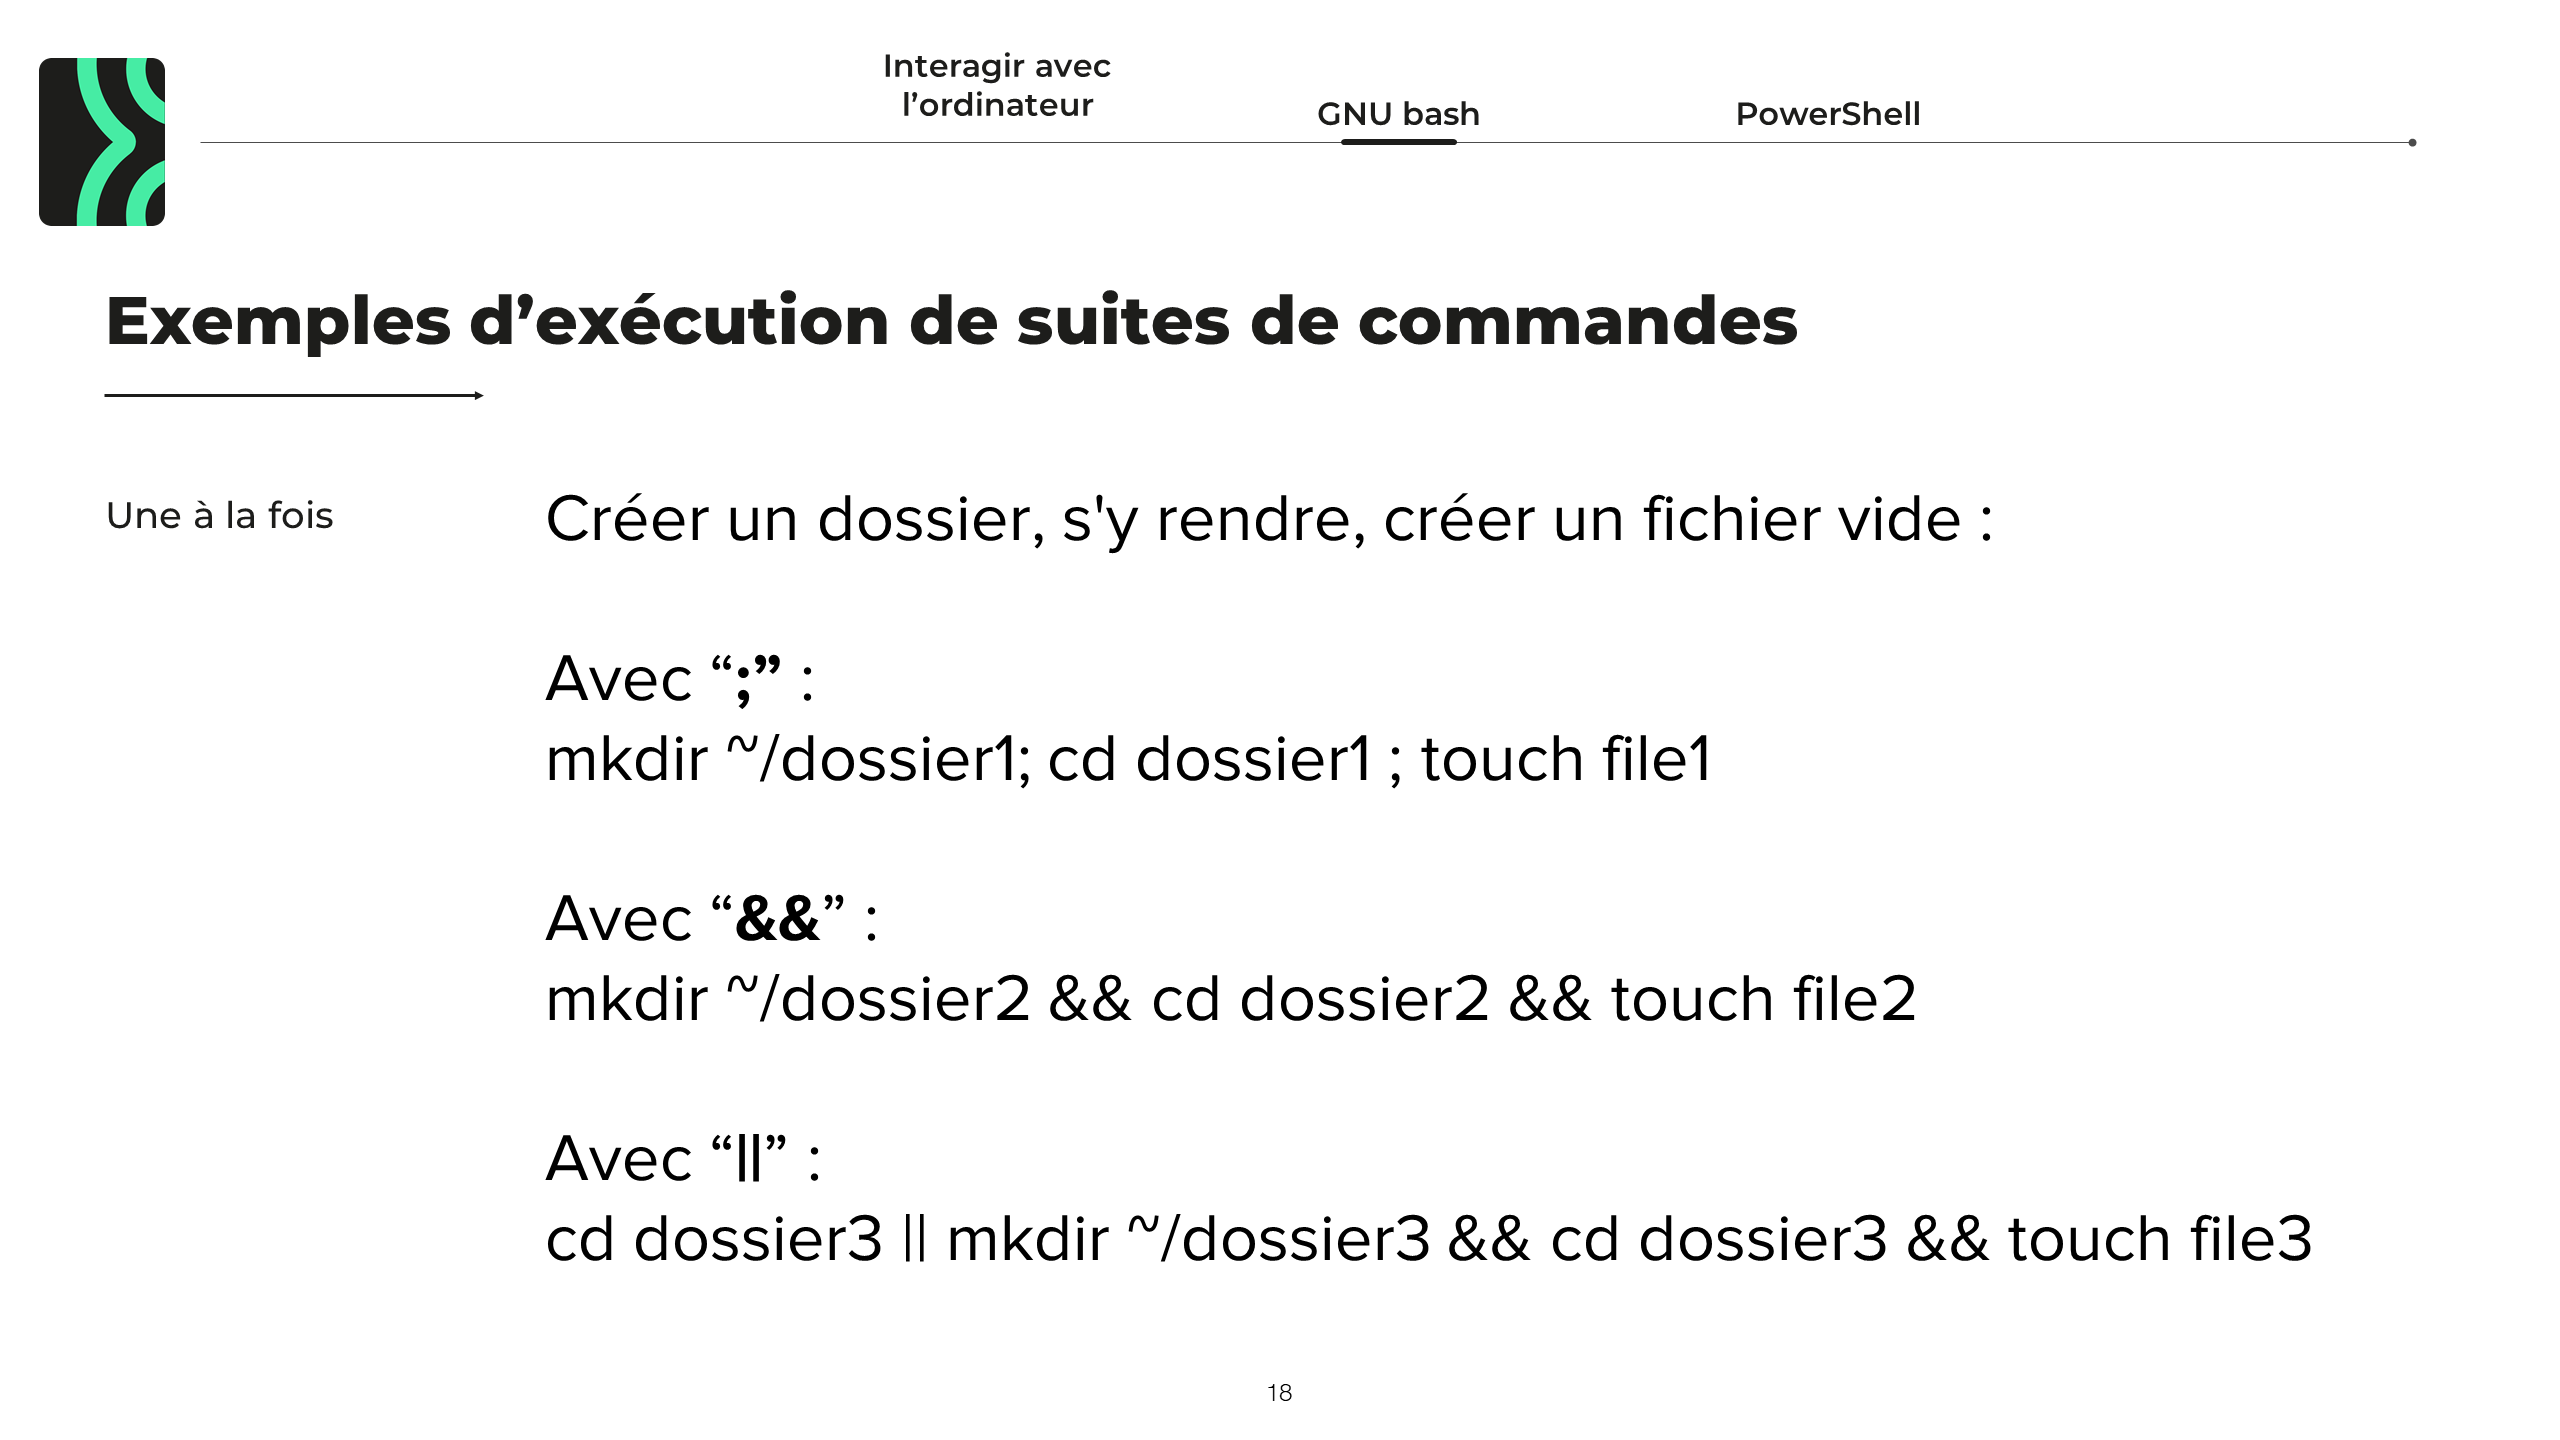 Interagir avec
l’ordinateur
GNU bash
PowerShell
Exemples d’exécution de suites de commandes
Une à la fois
Créer un dossier, s'y rendre, créer un fichier vide :
Avec “;” :
mkdir ~/dossier1; cd dossier1 ; touch file1
Avec “&&” :
mkdir ~/dossier2 && cd dossier2 && touch file2
Avec “||” :
cd dossier3 || mkdir ~/dossier3 && cd dossier3 && touch file3
18